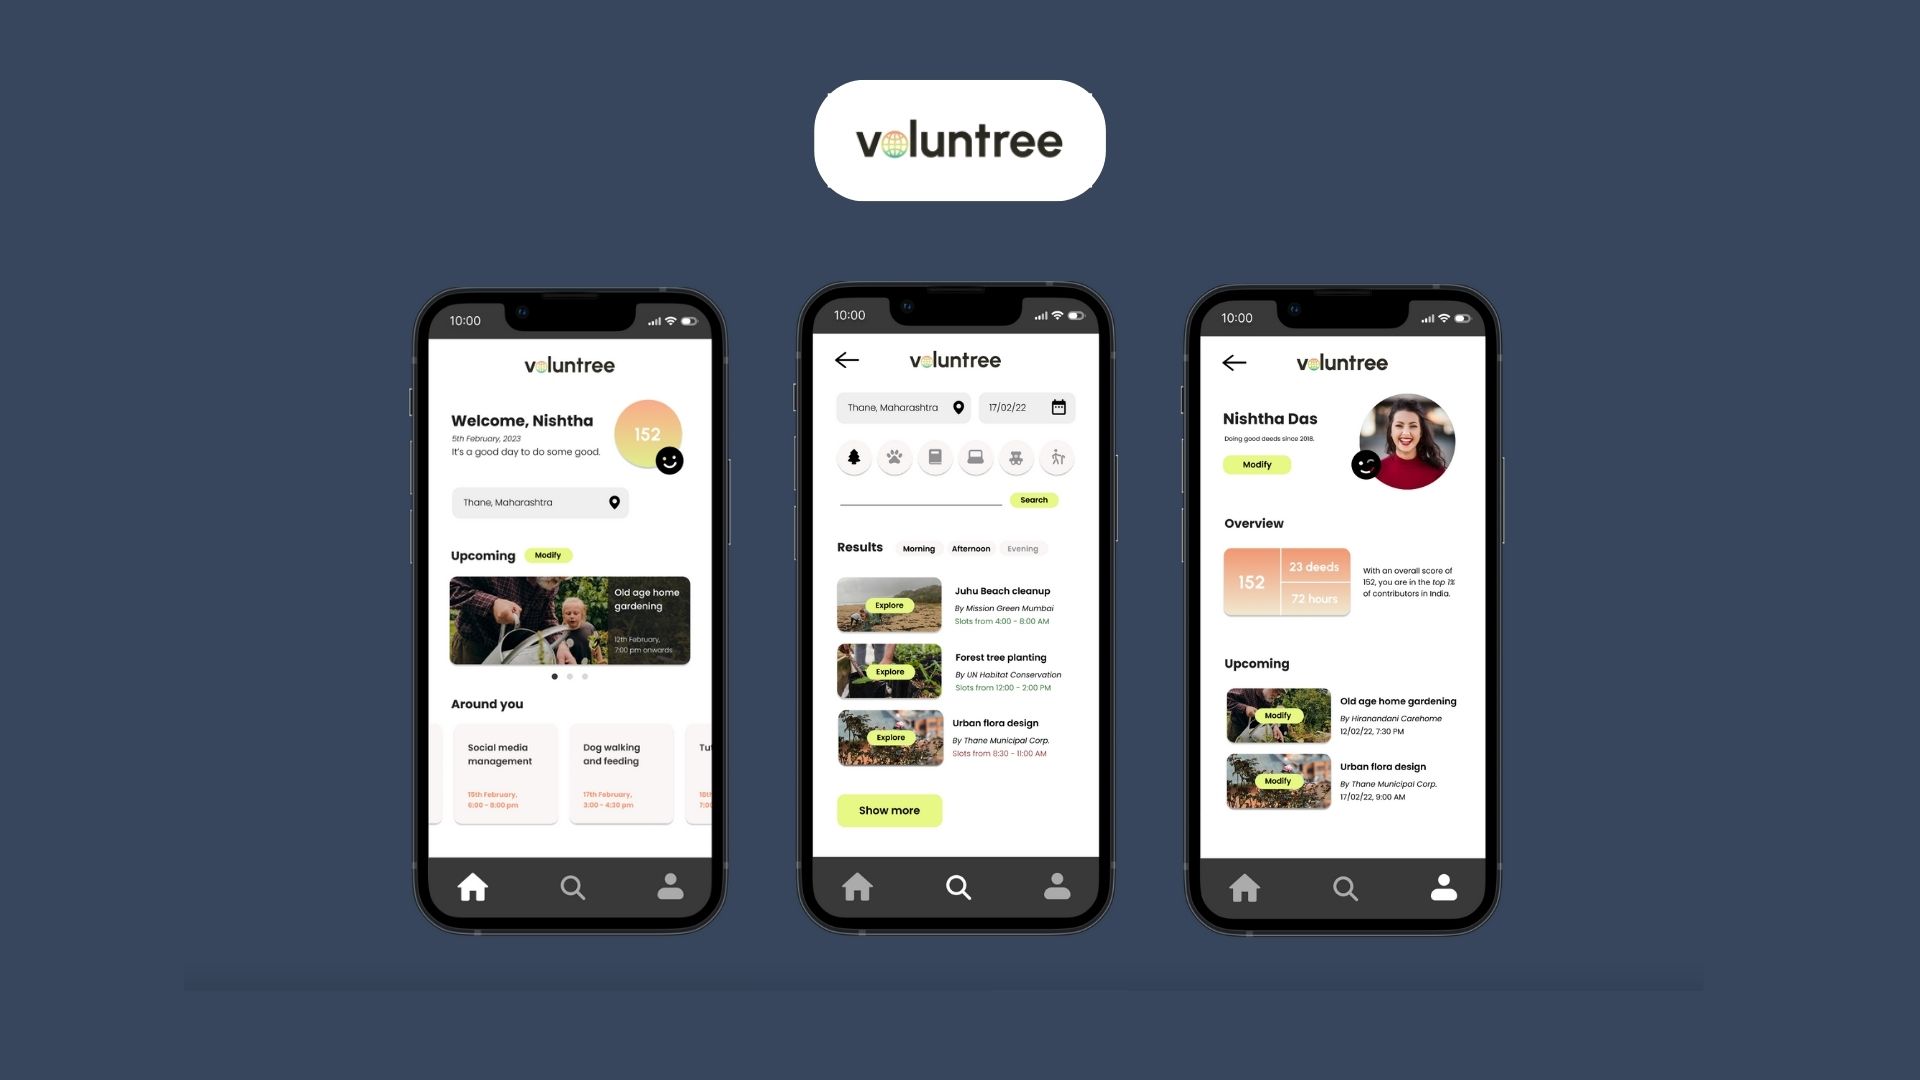 voluntree
10:00
voluntree
Welcome, Nishtha
5th February, 2023
It's a good day to do some good.
152
Thane, Maharashtra
Upcoming
Modify
Old age home
gardening
12th February,
7:00 pm onwards
Around you
Social media
management
15th February,
6:00 - 8:00 pm
Dog walking
and feeding
17th February,
3:00 - 4:30 pm
10:00
voluntree
Thane, Maharashtra
17/02/22
Search
Results
Morning
Afternoon
Evening
Explore
Juhu Beach cleanup
By Mission Green Mumbai
Slots from 4:00 - 8:00 AM
Explore
Forest tree planting
By UN Habitat Conservation
Slots from 12:00 - 2:00 PM
Explore
Urban flora design
By Thane Municipal Corp.
Slots from 8:30 - 11:00 AM
Show more
10:00
voluntree
Nishtha Das
Doing good deeds since 2018.
Modify
Overview
152
23 deeds
72 hours
With an overall score of
152, you are in the top 1%
of contributors in India.
Upcoming
Modify
Old age home gardening
By Hiranandani Carehome
12/02/22, 7:30 PM
Modify
Urban flora design
By Thane Municipal Corp.
17/02/22, 9:00 AM